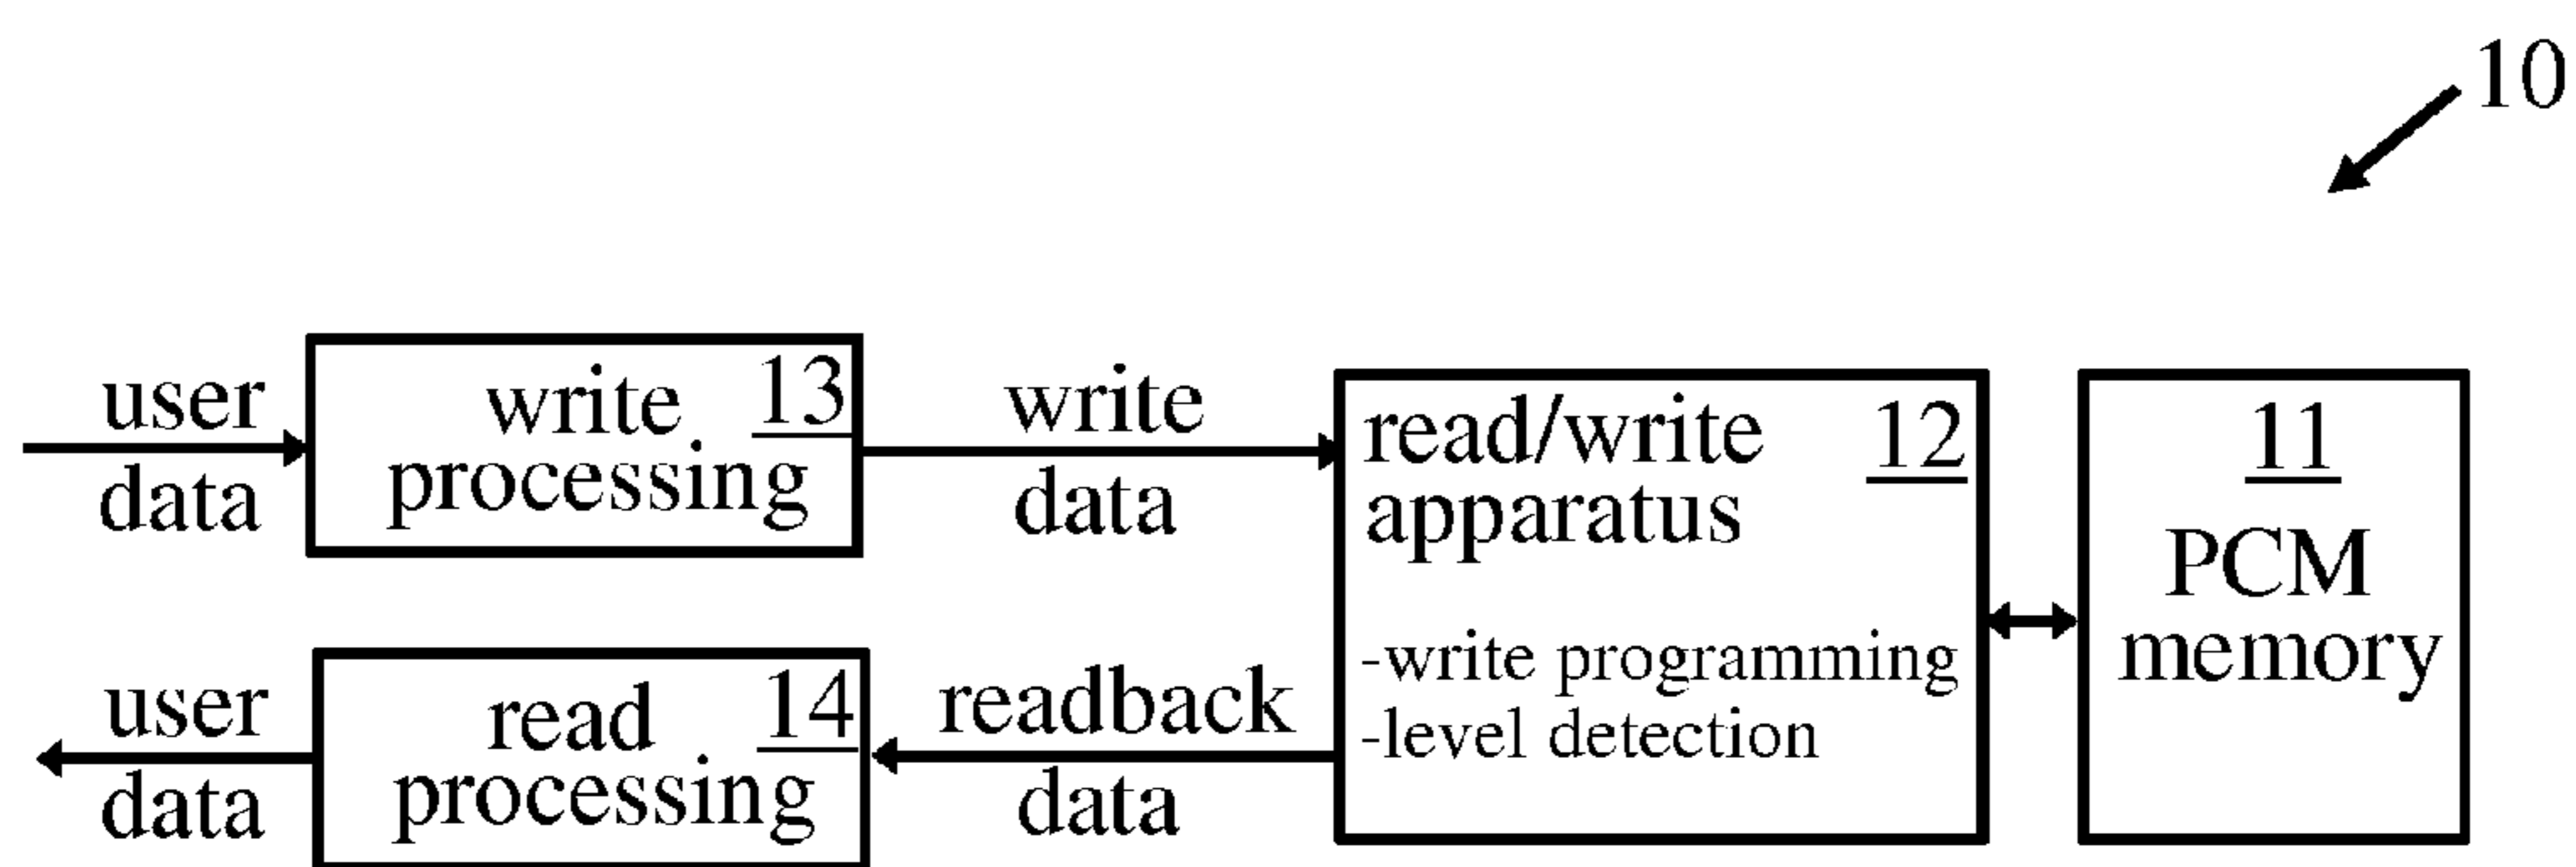 10
user
data
write 13
processing
write
data
read/write 12
apparatus
-write programming
-level detection
11
PCM
memory
user
data
read 14
processing
readback
data